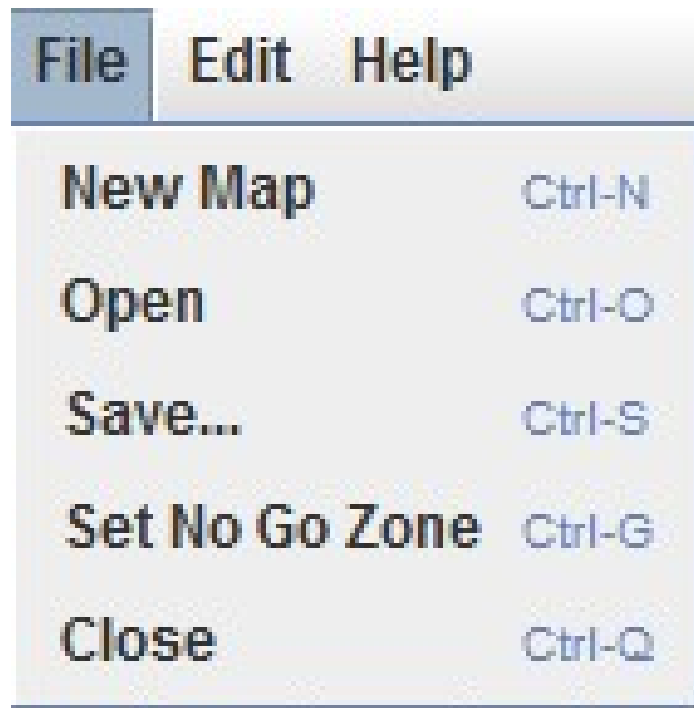 File Edit Help
New Map Ctrl-N
Open Ctrl-O
Save... Ctrl-S
Set No Go Zone Ctrl-G
Close Ctrl-Q